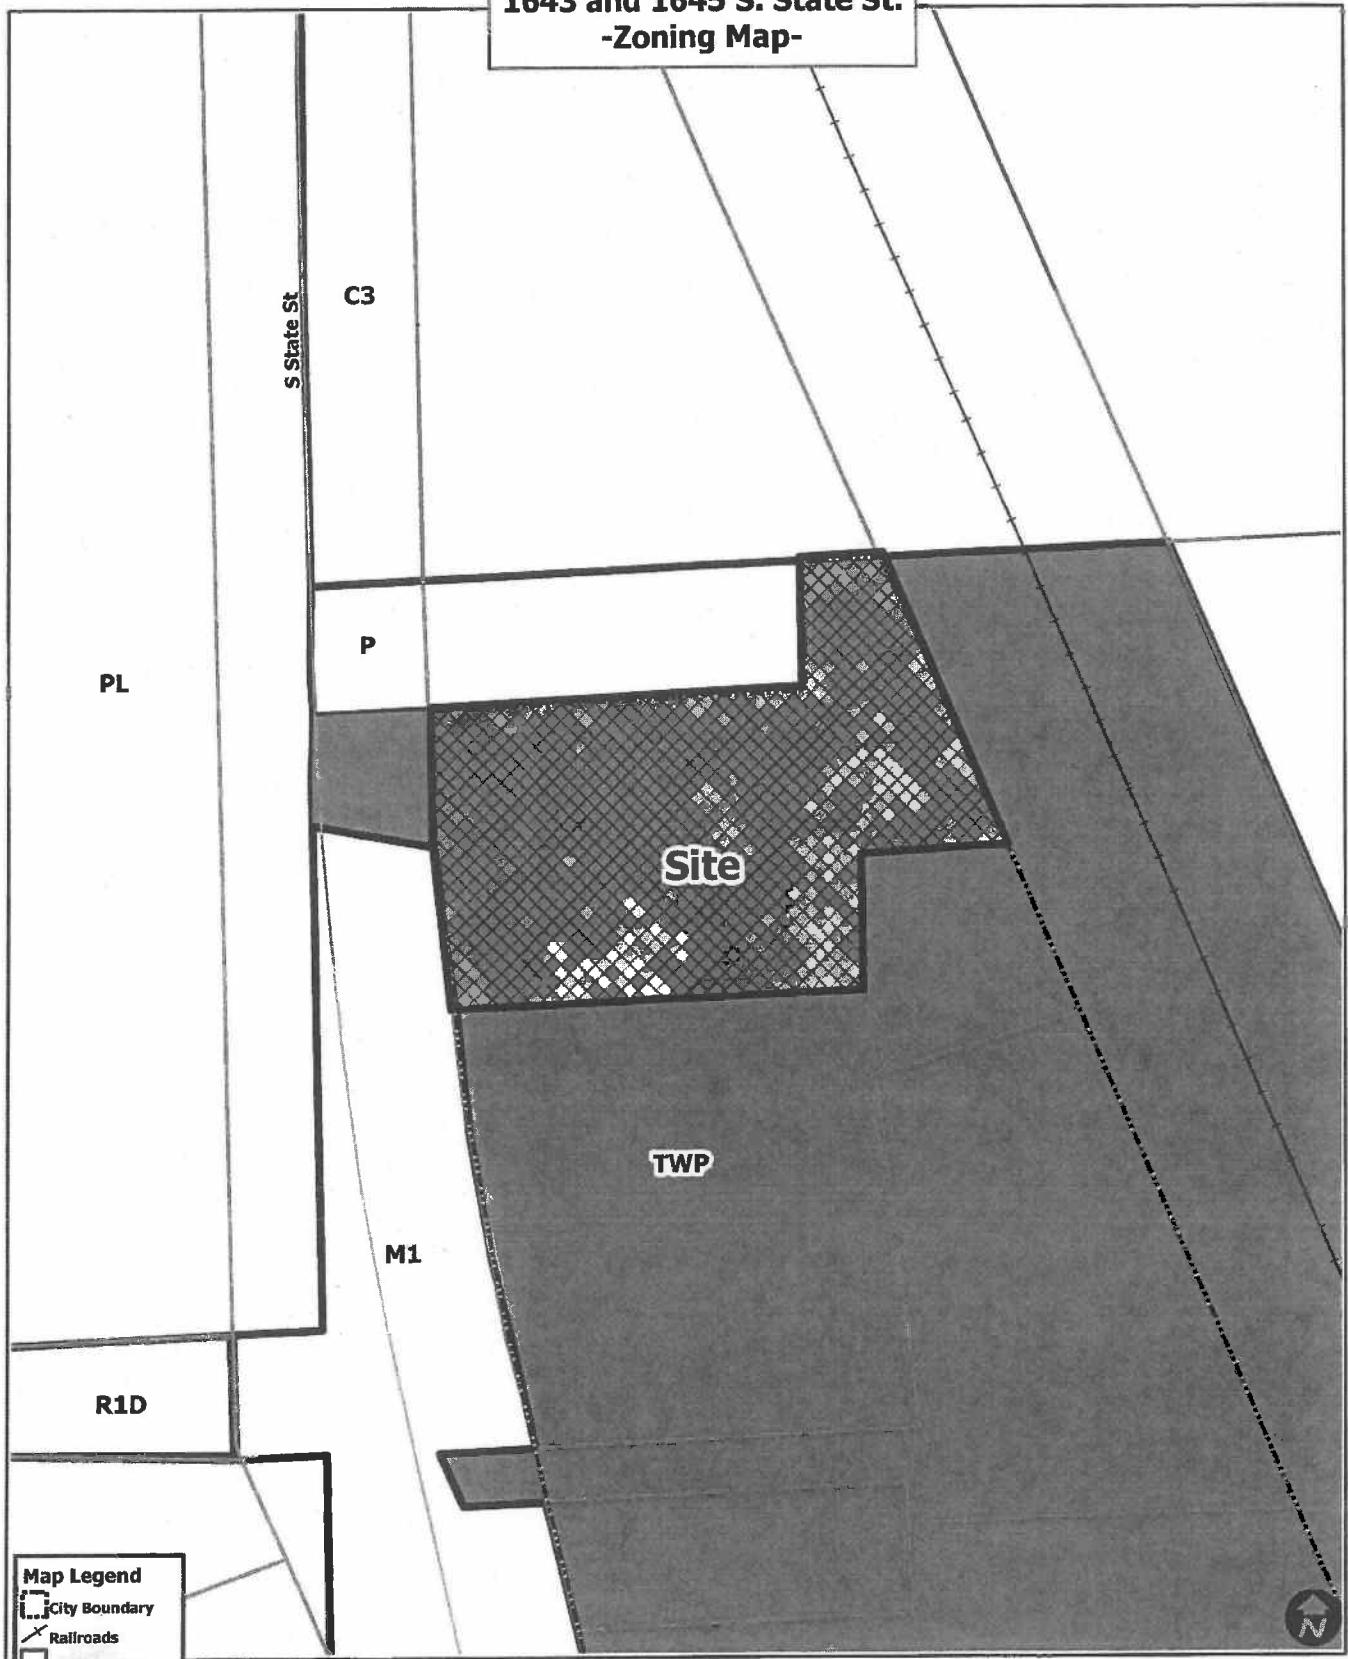 1643 and 1645 S. State St.
-Zoning Map-
S State St
C3
P
PL
Site
TWP
M1
R1D
Map Legend
City Boundary
Railroads
N